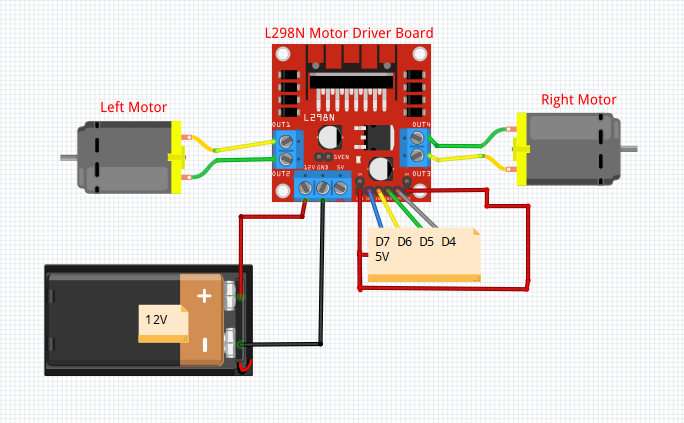 L298N Motor Driver Board
Left Motor
Right Motor
L298N
OUT1
OUT4
5VEN
OUT2
OUT3
12V GND 5V
D7 D6 D5 D4
5V
12V
+
−